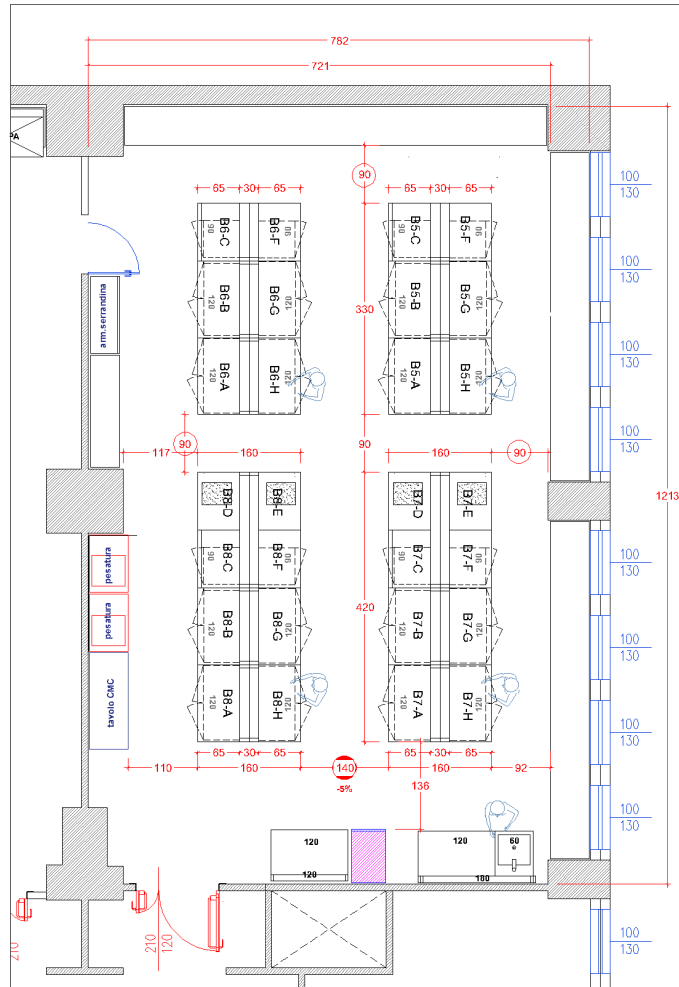 782
721
PA
90
65 30 65
65 30 65
100
130
B6-C
90
B6-F
90
B5-C
90
B5-F
90
100
130
arm.serrandina
B6-B
120
B6-G
120
B5-B
120
B5-G
120
330
100
130
B6-A
120
B6-H
120
B5-A
120
B5-H
120
100
130
90
117
160
90
160
90
1213
B8-D
B8-E
B7-D
B7-E
pesatura
B8-C
90
B8-F
90
B7-C
90
B7-F
90
100
130
pesatura
B8-B
120
B8-G
120
420
B7-B
120
B7-G
120
100
130
tavolo CMC
B8-A
120
B8-H
120
B7-A
120
B7-H
120
100
130
65 30 65
65 30 65
110
160
140
160
92
-5%
136
100
130
120
120
120
60
180
210
210
120
100
130